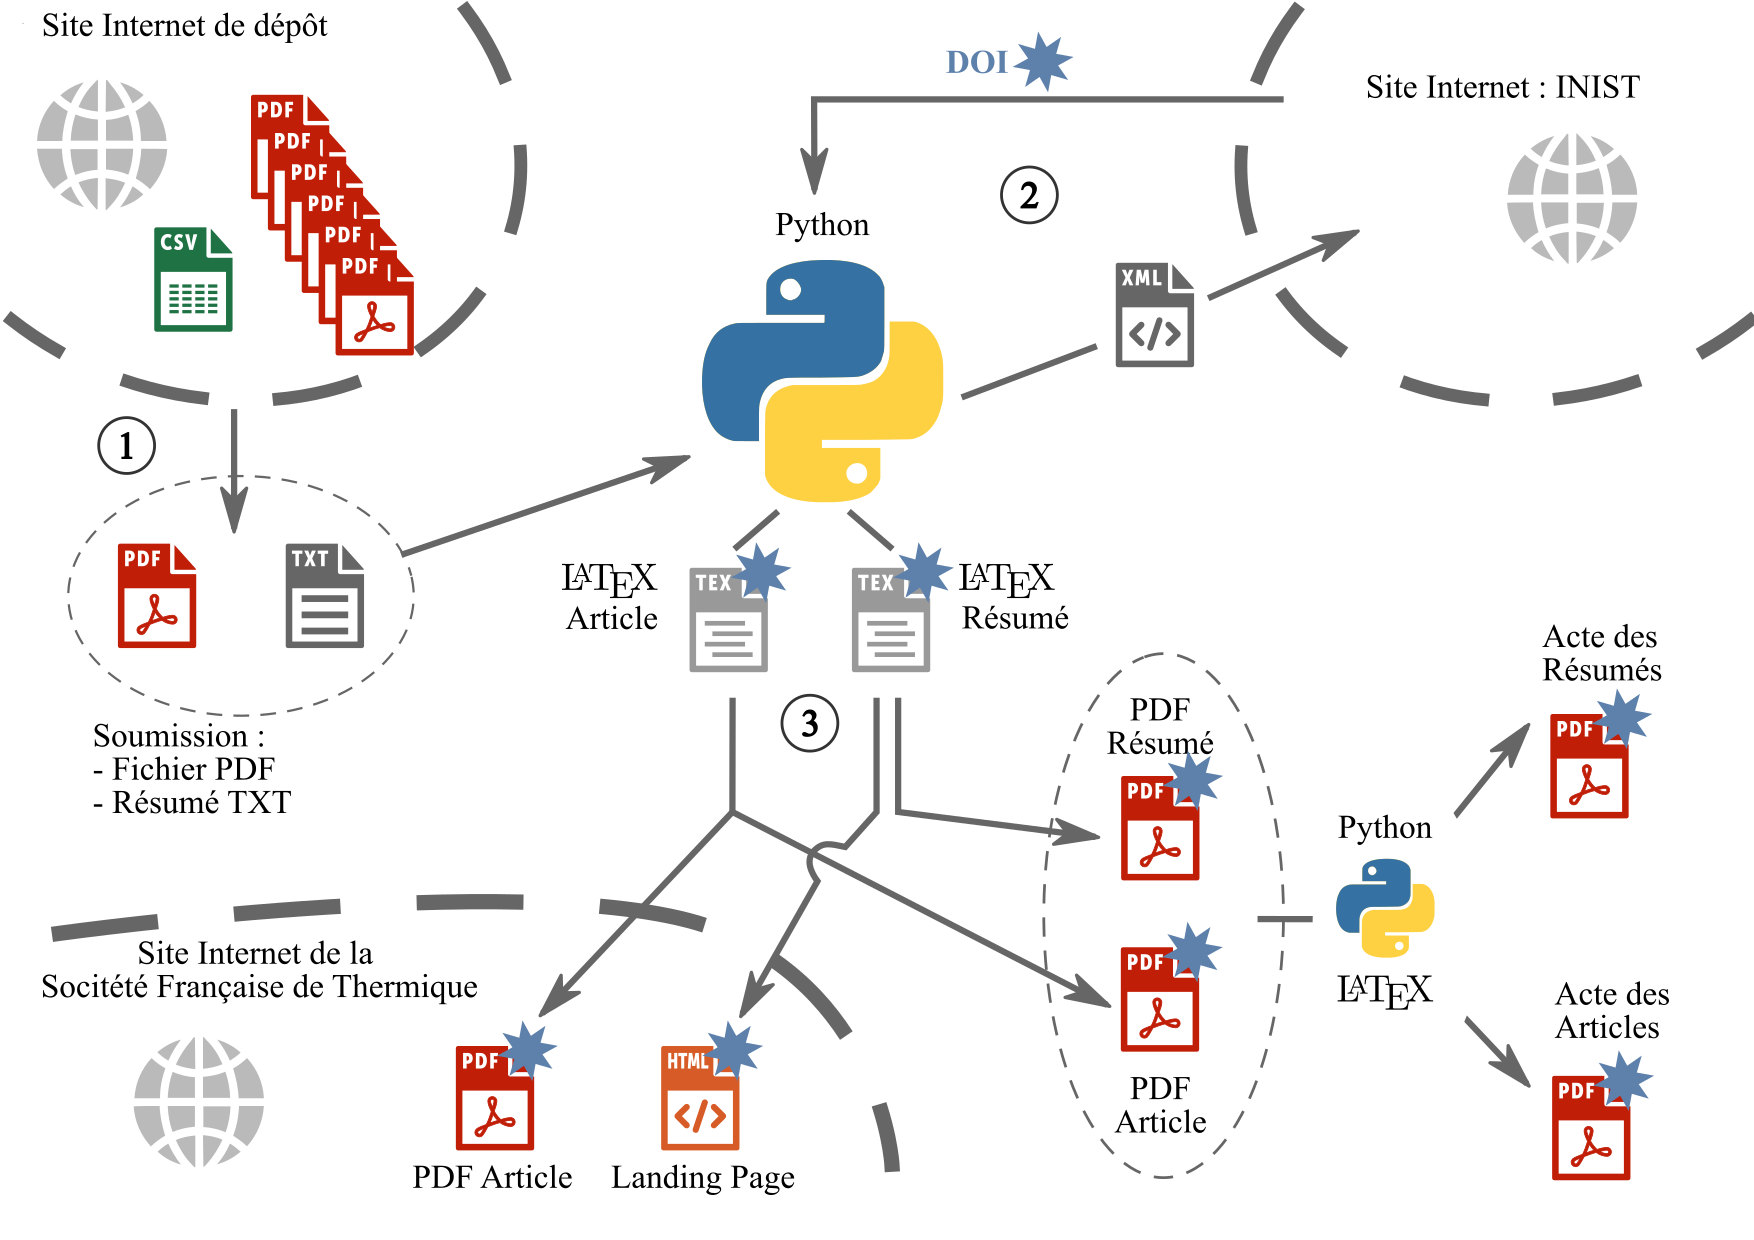 Site Internet de dépôt
PDF
PDF
PDF
PDF
PDF
PDF
CSV
DOI
Site Internet : INIST
2
Python
XML
1
PDF
TXT
Soumission :
- Fichier PDF
- Résumé TXT
LATEX
Article
TEX
TEX
LATEX
Résumé
3
PDF
Résumé
PDF
PDF
PDF
Article
Python
LATEX
Acte des
Résumés
PDF
Acte des
Articles
PDF
Site Internet de la
Socitété Française de Thermique
PDF
PDF Article
HTML
Landing Page